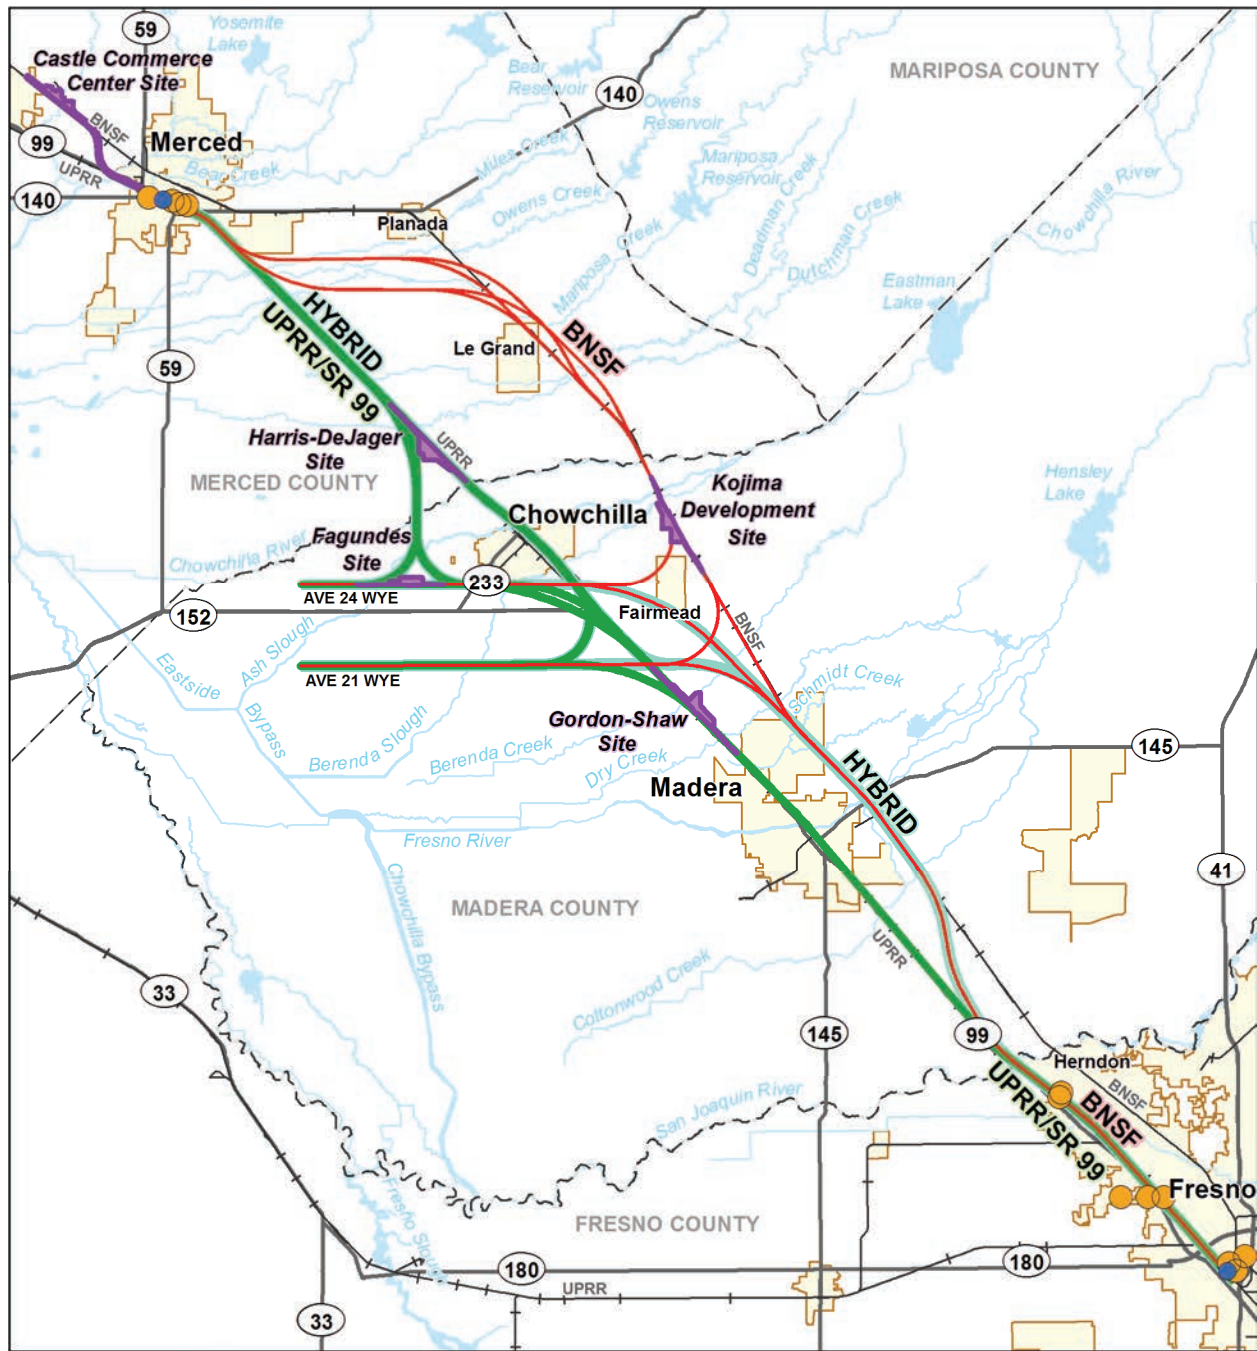 59
Yosemite
Lake
Castle Commerce
Center Site
Bear
Reservoir
MARIPOSA COUNTY
140
Owens
Reservoir
BNSF
99
Merced
Miles Creek
Mariposa
Reservoir
UPRR
Bear Creek
Deadman Creek
Chowchilla River
140
Owens Creek
Planada
Dutchman Creek
Mariposa Creek
Eastman
Lake
HYBRID
UPRR/SR 99
BNSF
Le Grand
59
Harris-DeJager
Site
UPRR
Hensley
Lake
MERCED COUNTY
Kojima
Development
Site
Chowchilla
Fagundes
Site
Chowchilla River
233
AVE 24 WYE
152
Fairmead
BNSF
Ash Slough
Eastside
Bypass
AVE 21 WYE
Schmidt Creek
Gordon-Shaw
Site
Berenda Slough
Berenda Creek
Dry Creek
145
HYBRID
Madera
Fresno River
41
Chowchilla Bypass
MADERA COUNTY
UPRR
Cottonwood Creek
33
145
99
Herndon
BNSF
San Joaquin River
UPRR/SR 99
BNSF
Fresno
Fresno Slough
FRESNO COUNTY
180
180
UPRR
33